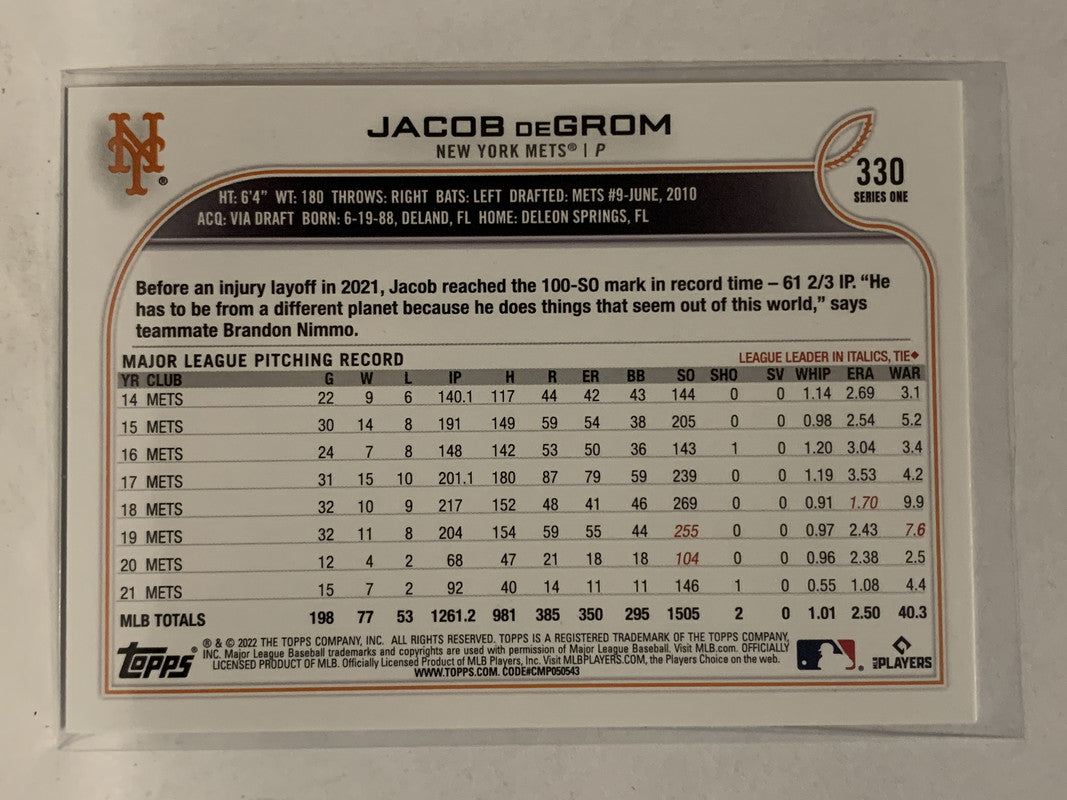 NY ®
JACOB deGROM
NEW YORK METS® | P
330
SERIES ONE
HT: 6'4" WT: 180 THROWS: RIGHT BATS: LEFT DRAFTED: METS #9-JUNE, 2010
ACQ: VIA DRAFT BORN: 6-19-88, DELAND, FL HOME: DELEON SPRINGS, FL
Before an injury layoff in 2021, Jacob reached the 100-SO mark in record time – 61 2/3 IP. “He
has to be from a different planet because he does things that seem out of this world,” says
teammate Brandon Nimmo.
MAJOR LEAGUE PITCHING RECORD LEAGUE LEADER IN ITALICS, TIE◆
YR CLUB G W L IP H R ER BB SO SHO SV WHIP ERA WAR
14 METS 22 9 6 140.1 117 44 42 43 144 0 0 1.14 2.69 3.1
15 METS 30 14 8 191 149 59 54 38 205 0 0 0.98 2.54 5.2
16 METS 24 7 8 148 142 53 50 36 143 1 0 1.20 3.04 3.4
17 METS 31 15 10 201.1 180 87 79 59 239 0 0 1.19 3.53 4.2
18 METS 32 10 9 217 152 48 41 46 269 0 0 0.91 1.70 9.9
19 METS 32 11 8 204 154 59 55 44 255 0 0 0.97 2.43 7.6
20 METS 12 4 2 68 47 21 18 18 104 0 0 0.96 2.38 2.5
21 METS 15 7 2 92 40 14 11 11 146 1 0 0.55 1.08 4.4
MLB TOTALS 198 77 53 1261.2 981 385 350 295 1505 2 0 1.01 2.50 40.3
topps®
® & © 2022 THE TOPPS COMPANY, INC. ALL RIGHTS RESERVED. TOPPS IS A REGISTERED TRADEMARK OF THE TOPPS COMPANY,
INC. Major League Baseball trademarks and copyrights are used with permission of Major League Baseball. Visit MLB.com. OFFICIALLY
LICENSED PRODUCT OF MLB. Officially Licensed Product of MLB Players, Inc. Visit MLBPLAYERS.COM, the Players Choice on the web.
WWW.TOPPS.COM. CODE#CMP050543
MLB PLAYERS